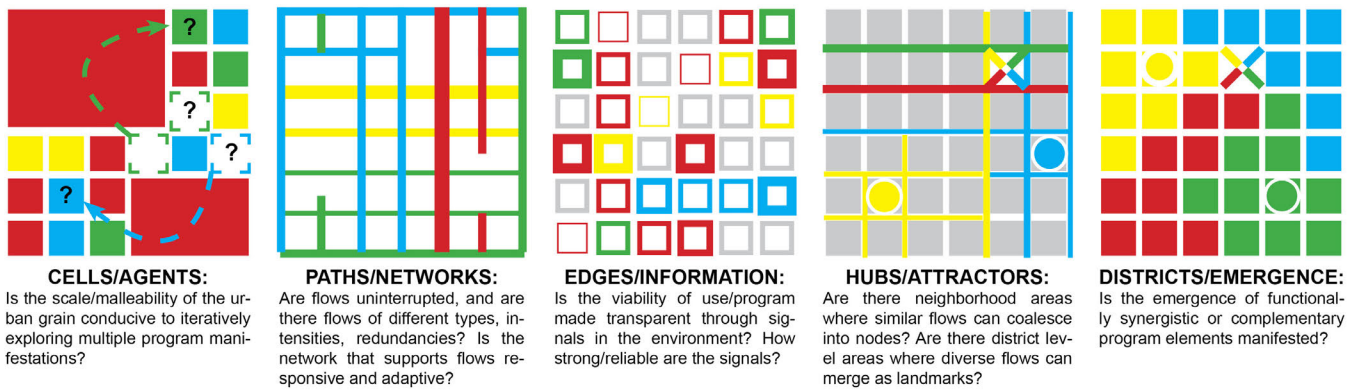 ?
?
?
?
CELLS/AGENTS:
Is the scale/malleability of the ur-
ban grain conducive to iteratively
exploring multiple program mani-
festations?
PATHS/NETWORKS:
Are flows uninterrupted, and are
there flows of different types, in-
tensities, redundancies? Is the
network that supports flows re-
sponsive and adaptive?
EDGES/INFORMATION:
Is the viability of use/program
made transparent through sig-
nals in the environment? How
strong/reliable are the signals?
HUBS/ATTRACTORS:
Are there neighborhood areas
where similar flows can coalesce
into nodes? Are there district lev-
el areas where diverse flows can
merge as landmarks?
DISTRICTS/EMERGENCE:
Is the emergence of functional-
ly synergistic or complementary
program elements manifested?